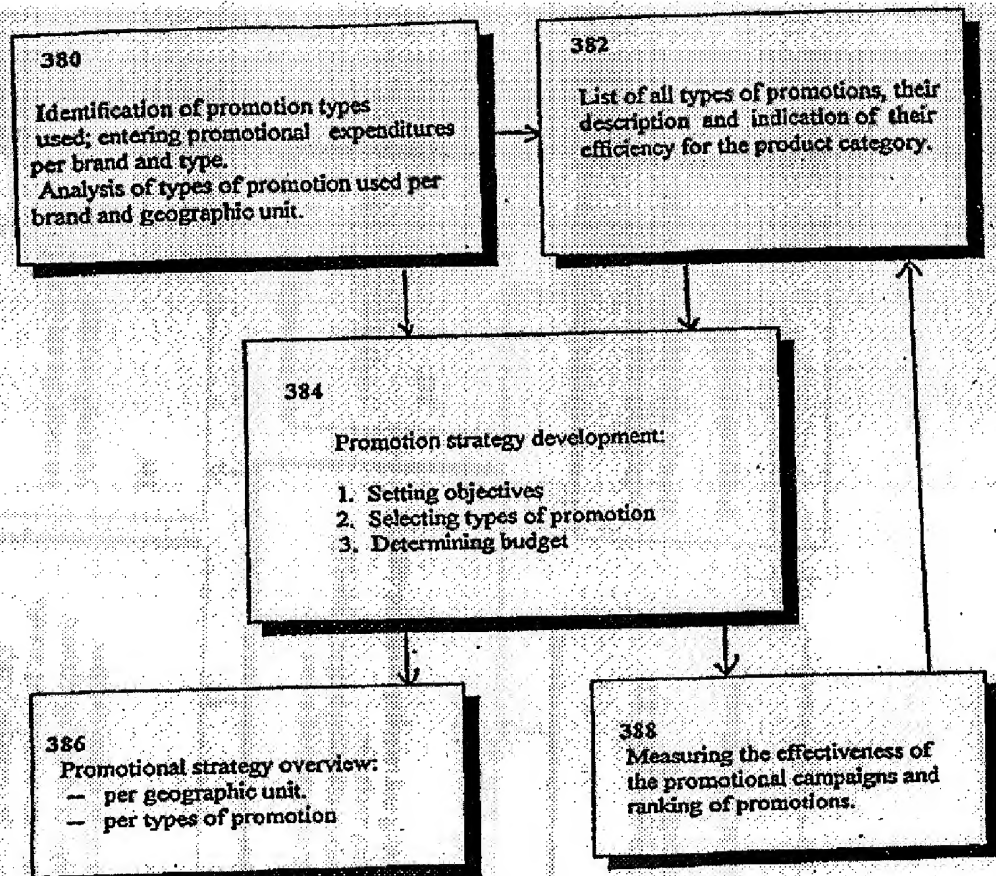 380
Identification of promotion types
used; entering promotional expenditures
per brand and type.
Analysis of types of promotion used per
brand and geographic unit.
382
List of all types of promotions, their
description and indication of their
efficiency for the product category.
384
Promotion strategy development:
1. Setting objectives
2. Selecting types of promotion
3. Determining budget
386
Promotional strategy overview:
— per geographic unit.
— per types of promotion
388
Measuring the effectiveness of
the promotional campaigns and
ranking of promotions.